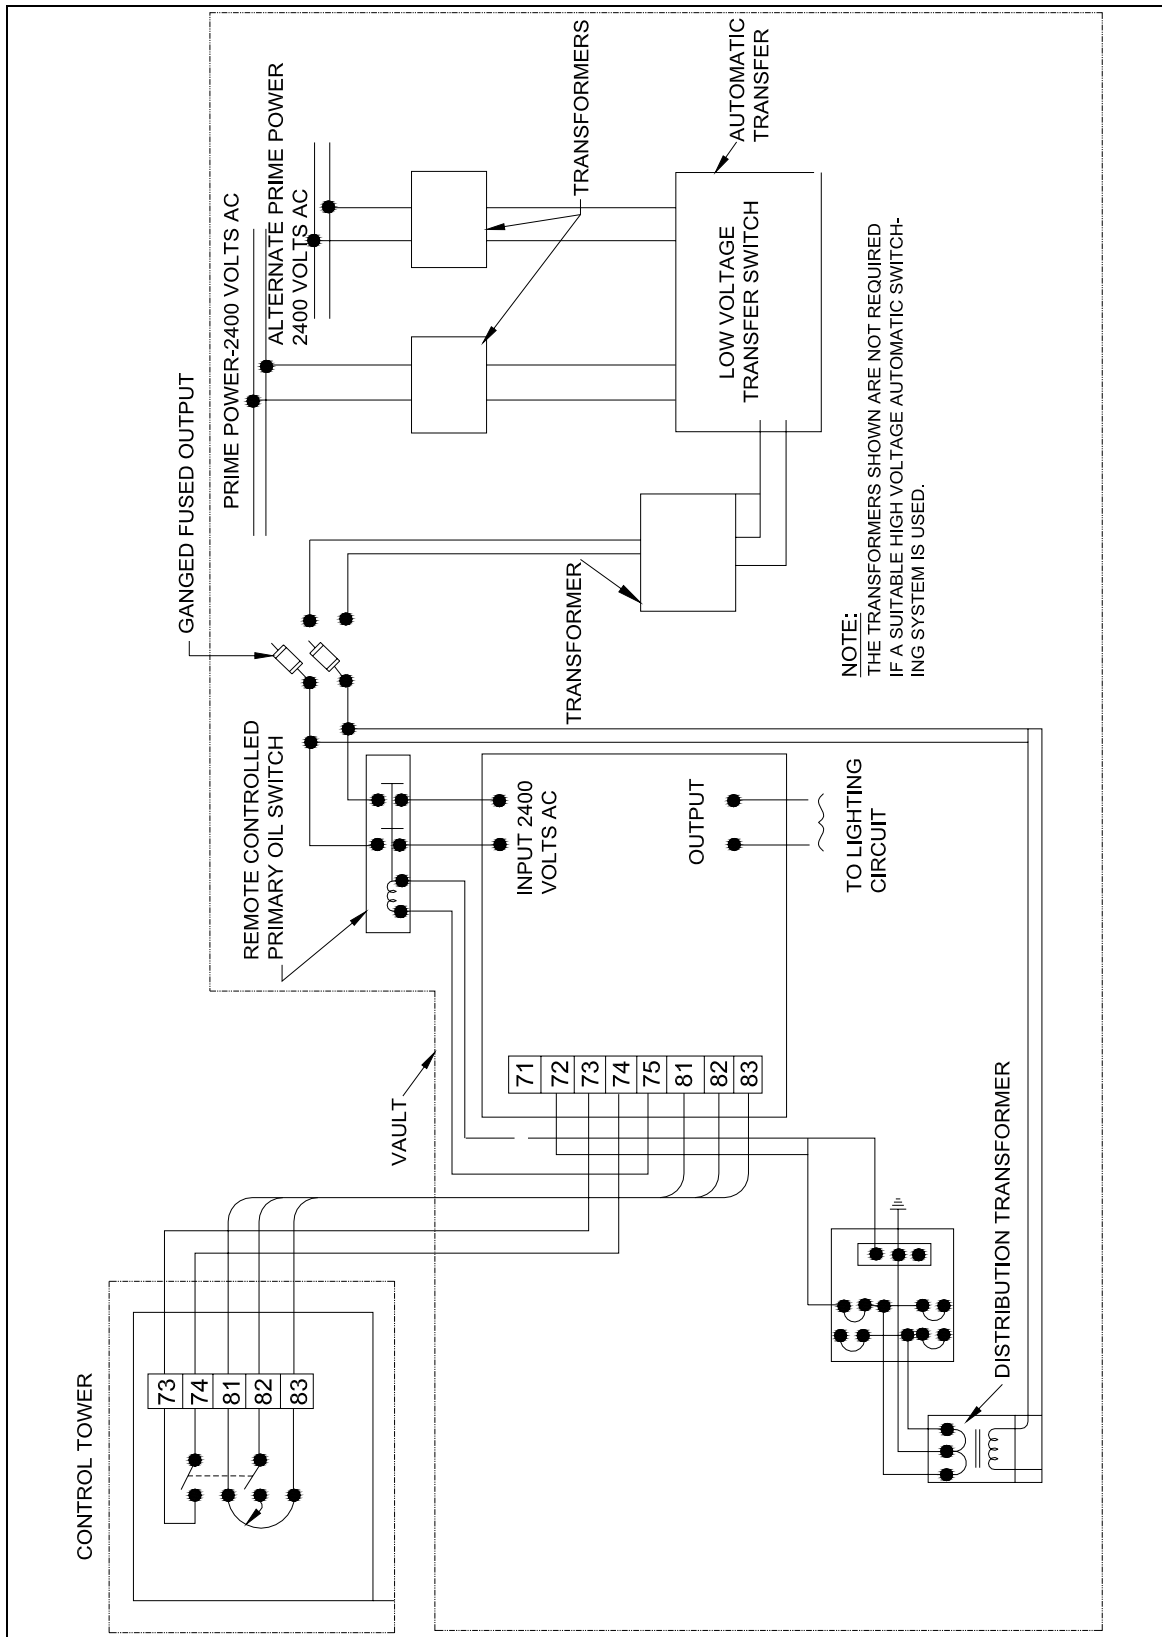 CONTROL TOWER
73
74
81
82
83
VAULT
REMOTE CONTROLLED
PRIMARY OIL SWITCH
GANGED FUSED OUTPUT
PRIME POWER-2400 VOLTS AC
ALTERNATE PRIME POWER
2400 VOLTS AC
TRANSFORMERS
AUTOMATIC
TRANSFER
LOW VOLTAGE
TRANSFER SWITCH
TRANSFORMER
71
72
73
74
75
81
82
83
INPUT 2400
VOLTS AC
OUTPUT
TO LIGHTING
CIRCUIT
DISTRIBUTION TRANSFORMER
NOTE:
THE TRANSFORMERS SHOWN ARE NOT REQUIRED
IF A SUITABLE HIGH VOLTAGE AUTOMATIC SWITCH-
ING SYSTEM IS USED.